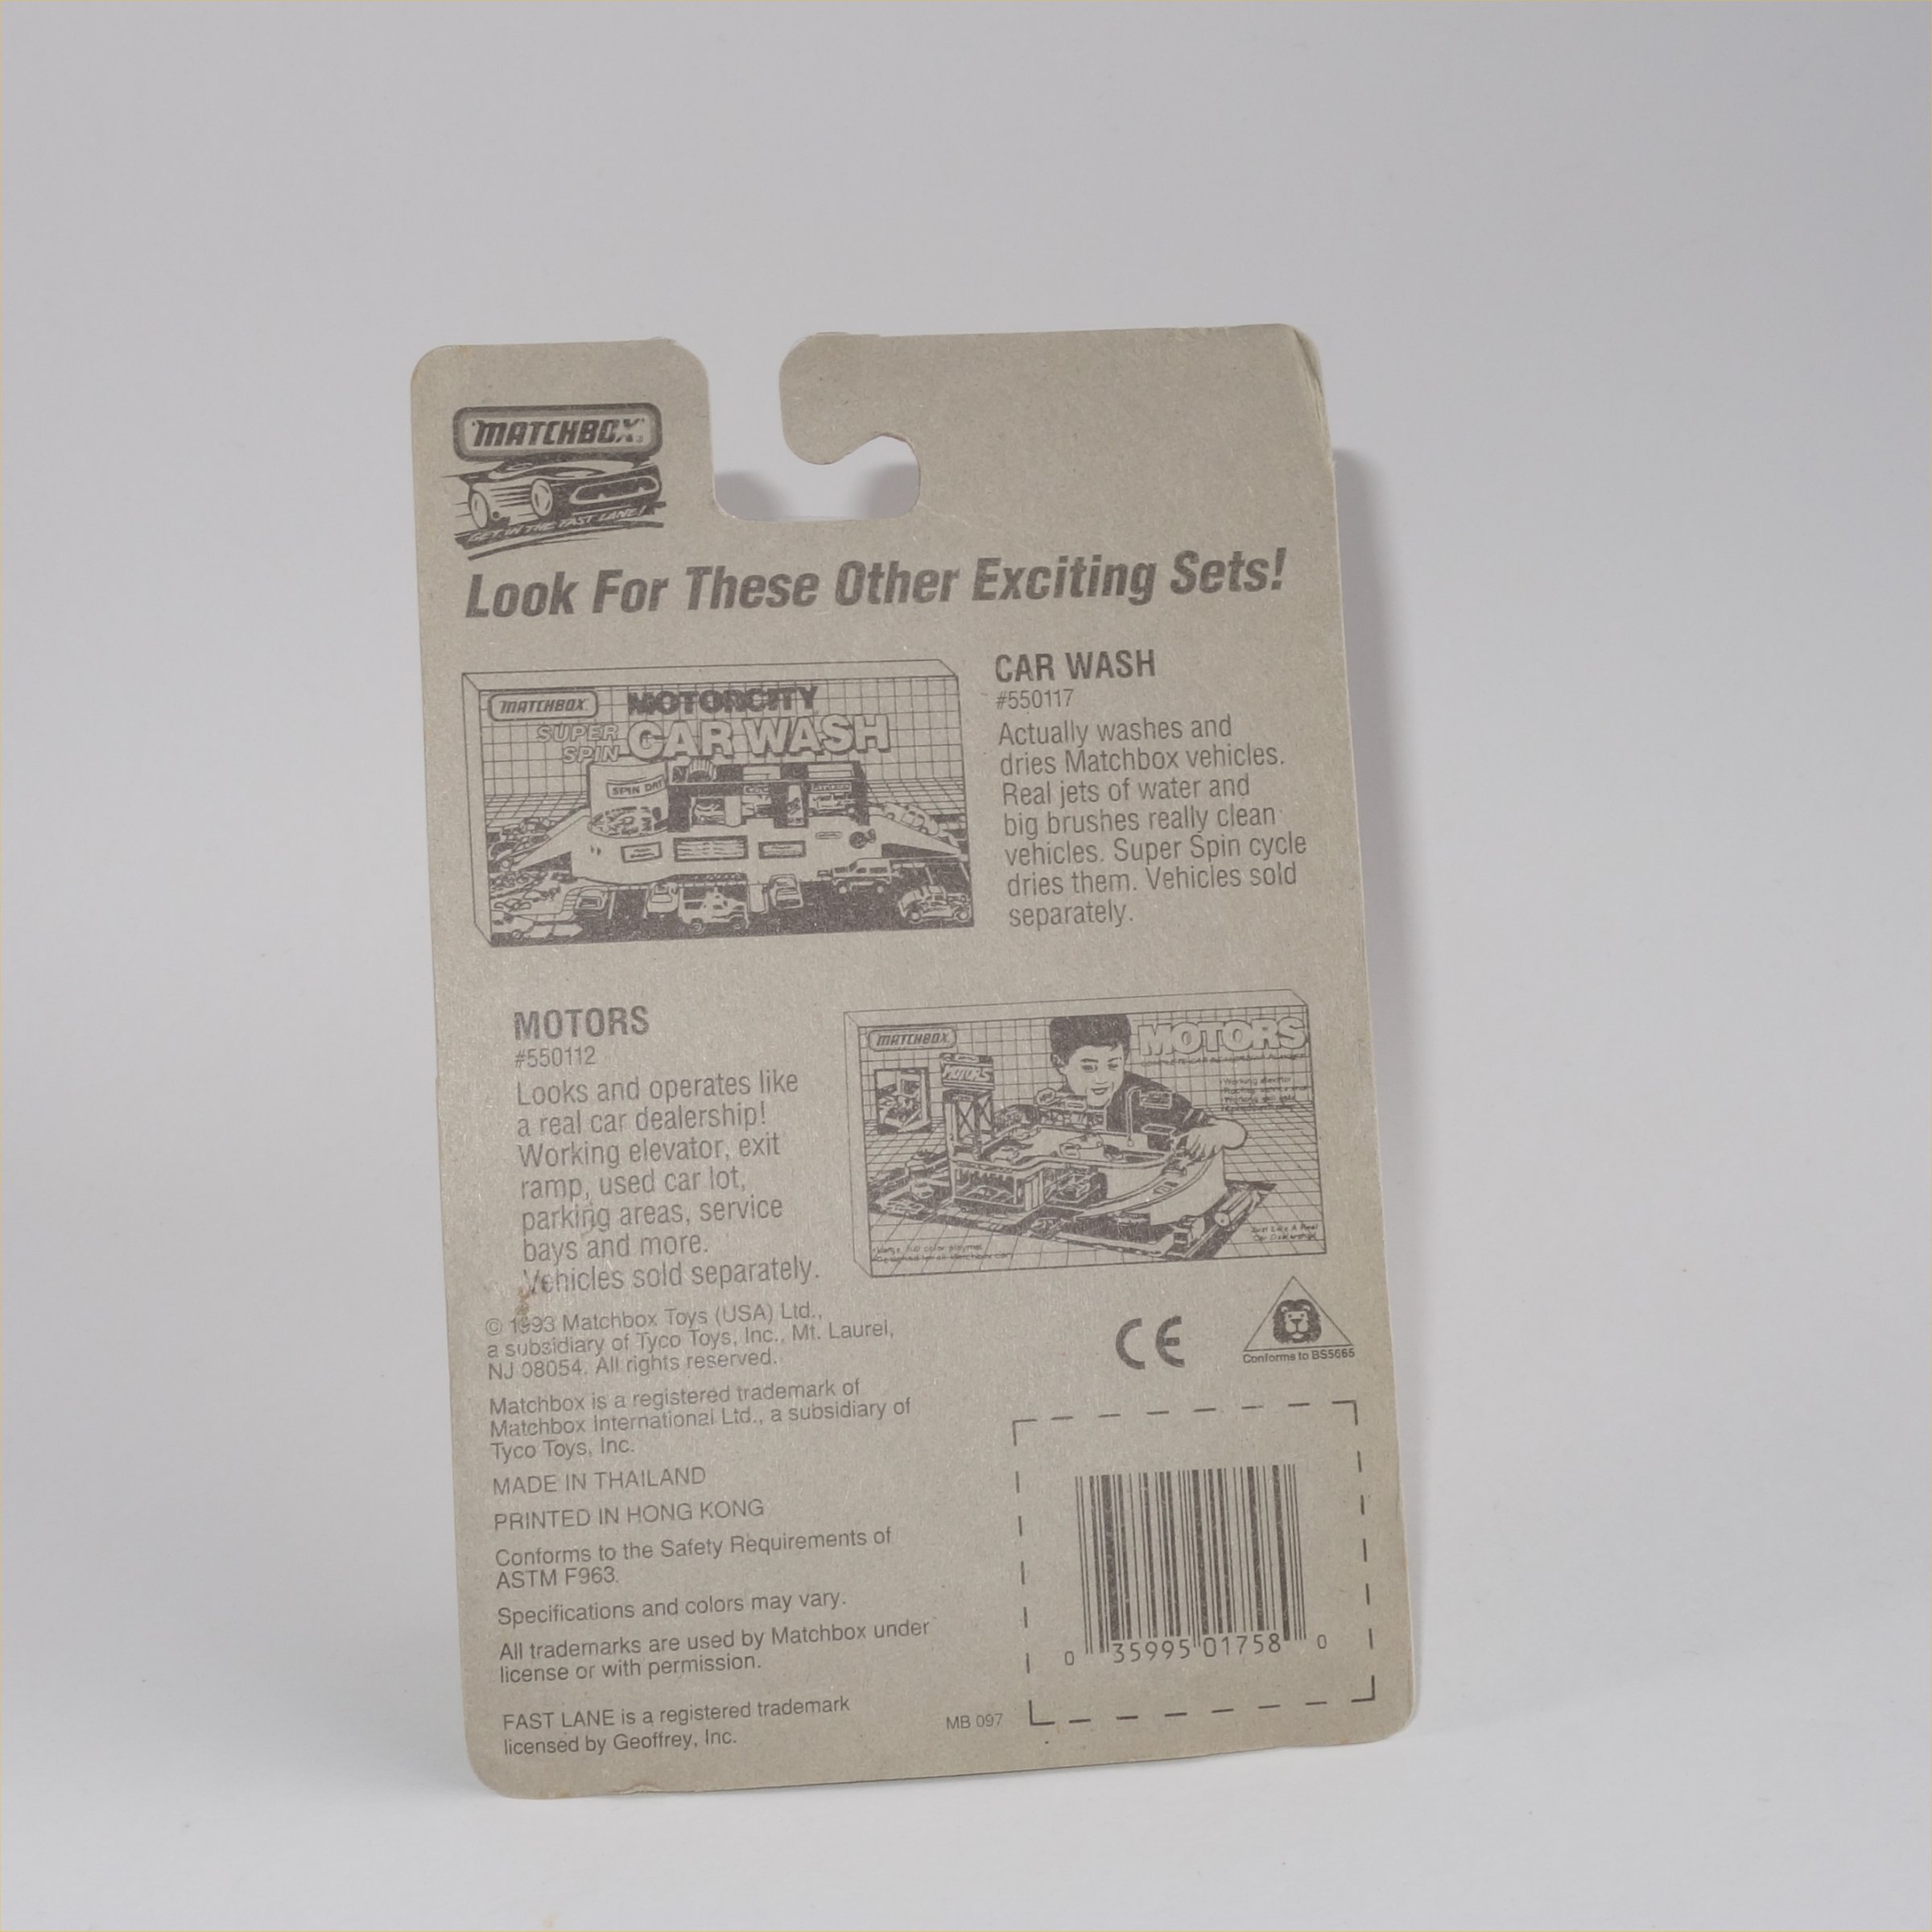 MATCHBOX
GET IN THE FAST LANE!
Look For These Other Exciting Sets!
MATCHBOX
MOTORCITY
SUPER SPIN CAR WASH
SPIN DRY
CAR WASH
#550117
Actually washes and
dries Matchbox vehicles.
Real jets of water and
big brushes really clean
vehicles. Super Spin cycle
dries them. Vehicles sold
separately.
MOTORS
#550112
Looks and operates like
a real car dealership!
Working elevator, exit
ramp, used car lot,
parking areas, service
bays and more.
Vehicles sold separately.
MATCHBOX
MOTORS
MOTORS
Just Like A Real
Car Dealership!
© 1993 Matchbox Toys (USA) Ltd.,
a subsidiary of Tyco Toys, Inc., Mt. Laurel,
NJ 08054. All rights reserved.
Matchbox is a registered trademark of
Matchbox International Ltd., a subsidiary of
Tyco Toys, Inc.
MADE IN THAILAND
PRINTED IN HONG KONG
Conforms to the Safety Requirements of
ASTM F963.
Specifications and colors may vary.
All trademarks are used by Matchbox under
license or with permission.
FAST LANE is a registered trademark
licensed by Geoffrey, Inc.
CE
Conforms to BS5665
0 35995 01758 0
MB 097